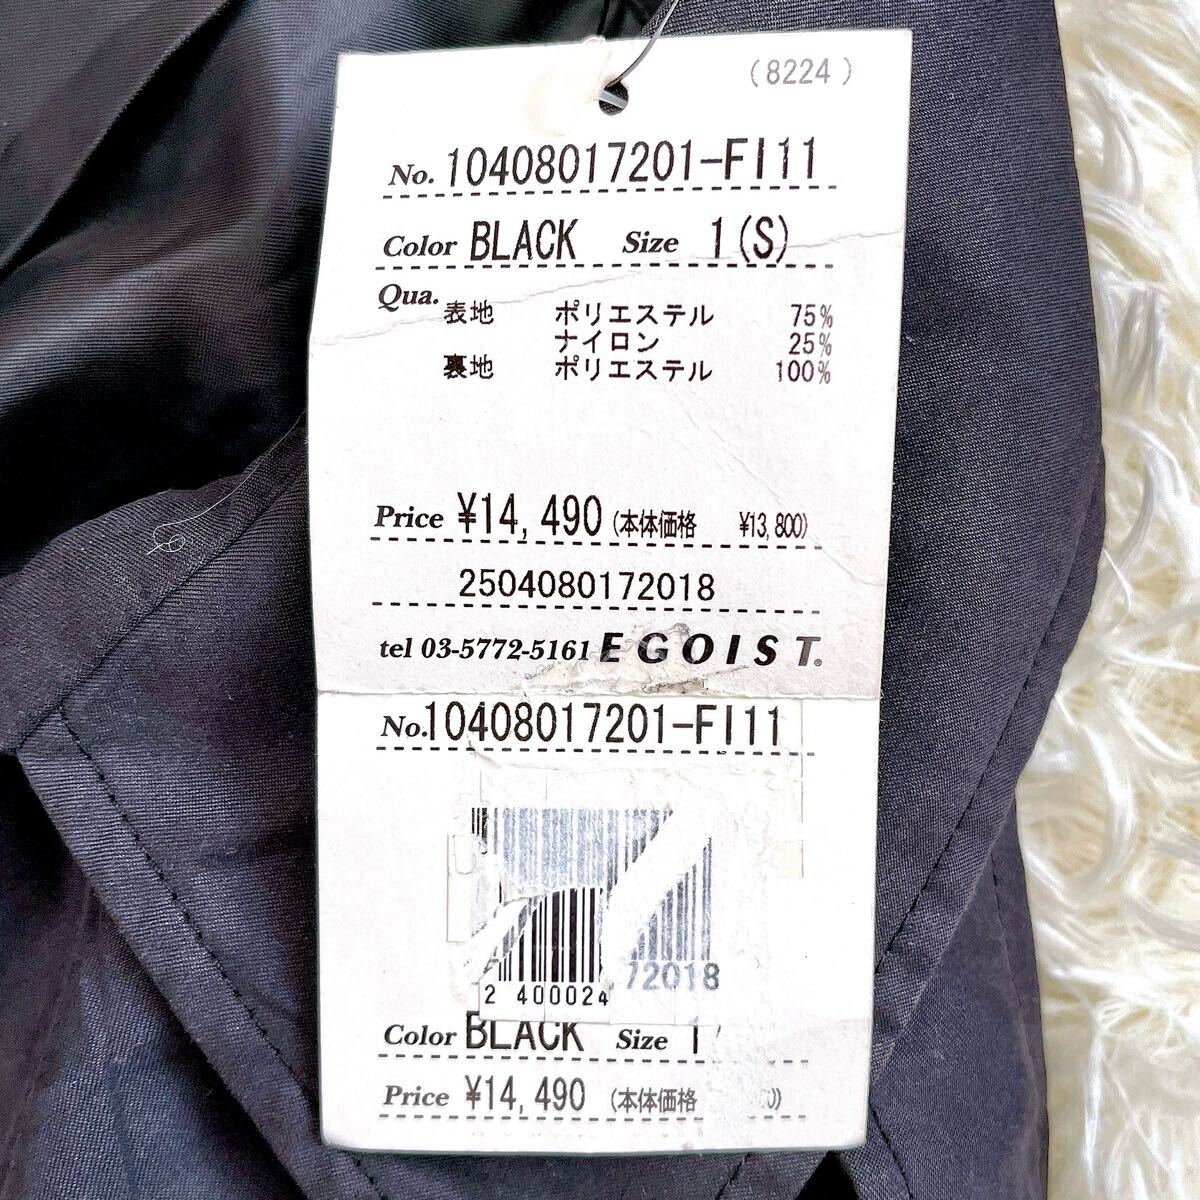 (8224)
No. 10408017201-FI11
Color BLACK Size 1(S)
Qua. 表地 ポリエステル 75%
ナイロン 25%
裏地 ポリエステル 100%
Price ¥14,490 (本体価格 ¥13,800)
2504080172018
tel 03-5772-5161 EGOIST.
No. 10408017201-FI11
2 400024
72018
Color BLACK Size 1
Price ¥14,490 (本体価格